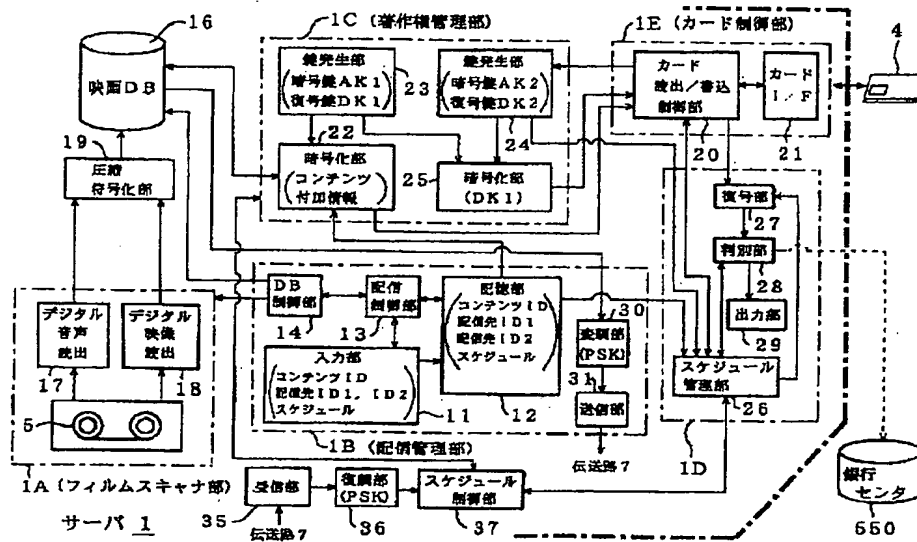 16
映画DB
19
圧縮
符号化部
デジタル
音声
読出
17
デジタル
映像
読出
18
5
1A(フィルムスキャナ部)
サーバ 1
1C(著作権管理部)
鍵発生部
暗号鍵AK1
復号鍵DK1
23
鍵発生部
暗号鍵AK2
復号鍵DK2
24
22
暗号化部
コンテンツ
付加情報
25
暗号化部
(DK1)
1E(カード制御部)
カード
読出/書込
制御部
20
カード
I/F
21
4
復号部
27
判別部
28
出力部
29
スケジュール
管理部
26
1D
DB
制御部
14
配信
制御部
13
記憶部
コンテンツID
配信先ID1
配信先ID2
スケジュール
12
入力部
コンテンツID
配信先ID1,ID2
スケジュール
11
30
変調部
(PSK)
31
送信部
伝送路7
1B(配信管理部)
受信部
35
伝送路7
復調部
(PSK)
36
スケジュール
制御部
37
銀行
センタ
550